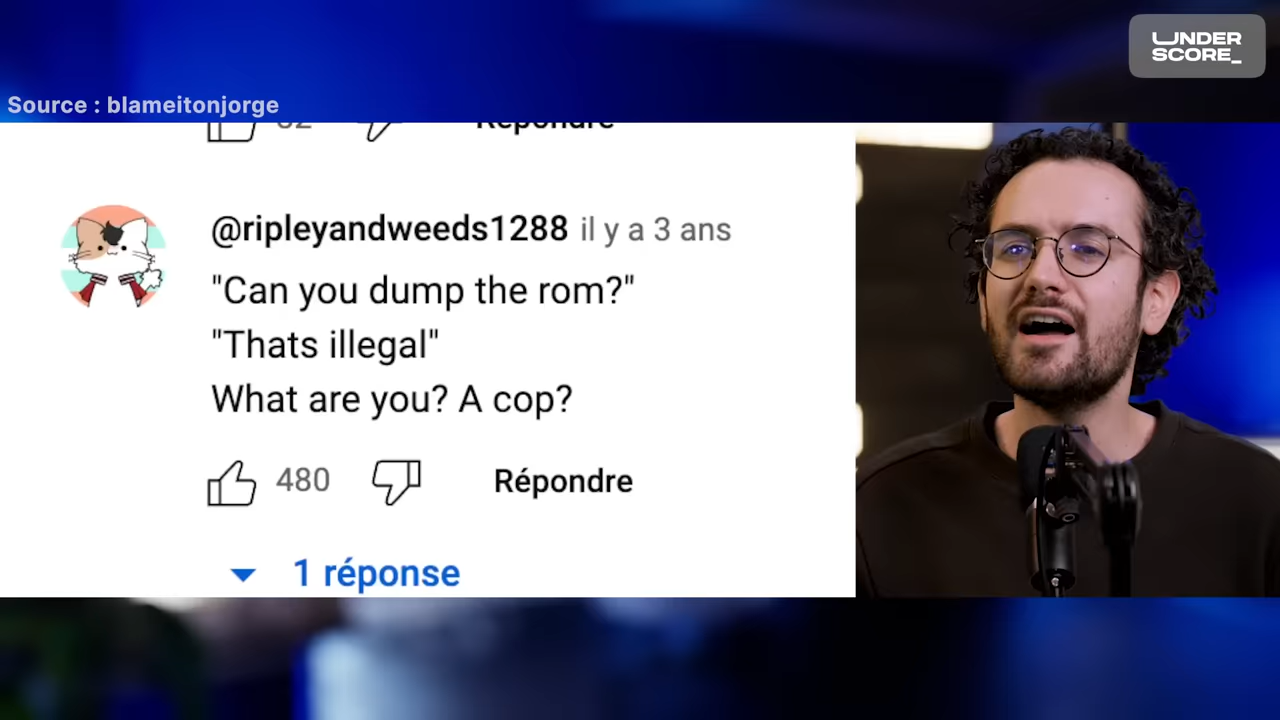 UNDER
SCORE_
Source : blameitonjorge
Répondre
@ripleyandweeds1288 il y a 3 ans
"Can you dump the rom?"
"Thats illegal"
What are you? A cop?
480 Répondre
1 réponse